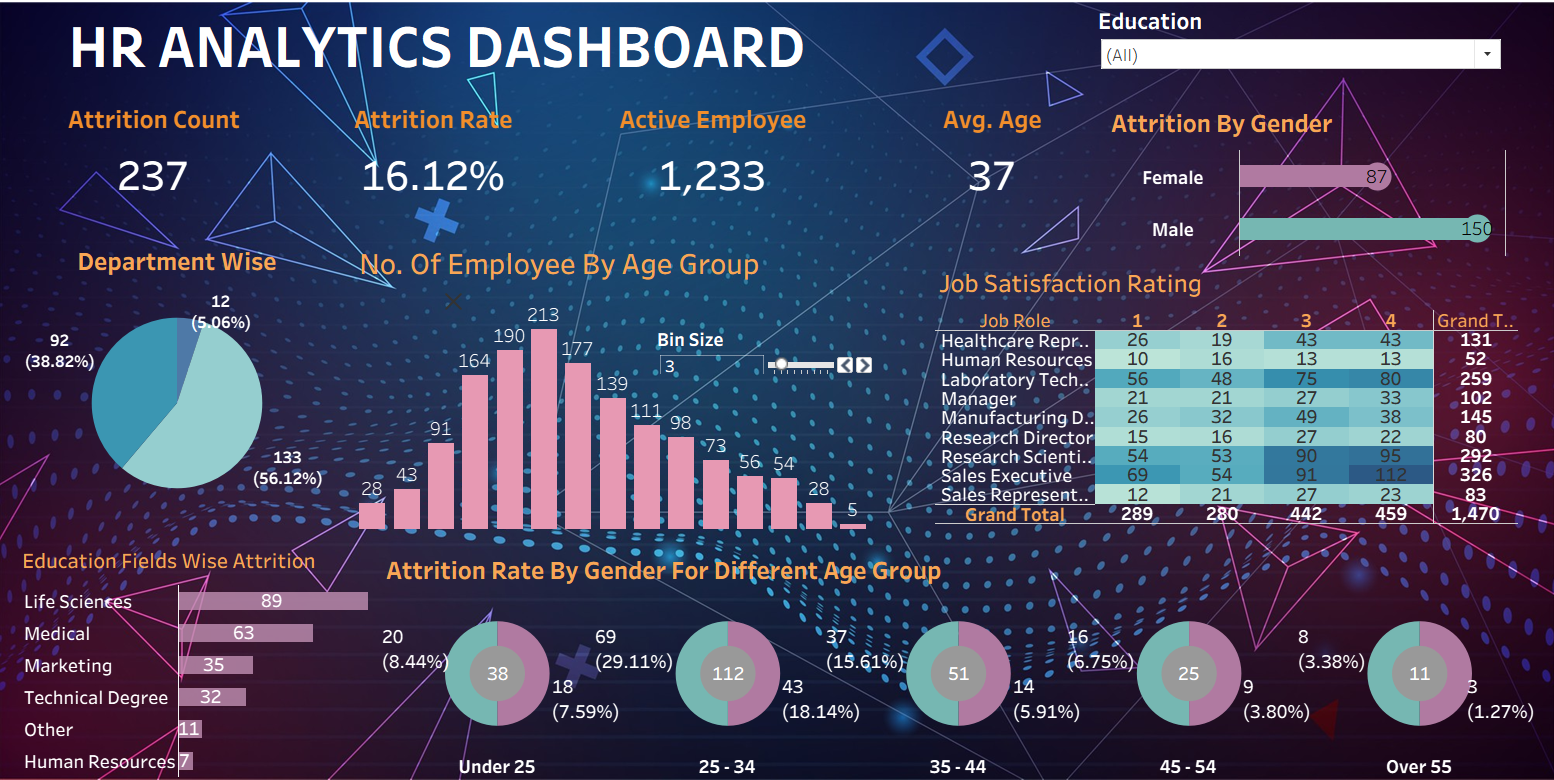 HR ANALYTICS DASHBOARD
Education
(All)
Attrition Count
237
Attrition Rate
16.12%
Active Employee
1,233
Avg. Age
37
Attrition By Gender
Female 87
Male 150
Department Wise
12
(5.06%)
92
(38.82%)
133
(56.12%)
No. Of Employee By Age Group
28 43 91 164 190 213 177 139 111 98 73 56 54 28 5
Bin Size
3
Job Satisfaction Rating
Job Role 1 2 3 4 Grand T..
Healthcare Repr.. 26 19 43 43 131
Human Resources 10 16 13 13 52
Laboratory Tech.. 56 48 75 80 259
Manager 21 21 27 33 102
Manufacturing D.. 26 32 49 38 145
Research Director 15 16 27 22 80
Research Scienti.. 54 53 90 95 292
Sales Executive 69 54 91 112 326
Sales Represent.. 12 21 27 23 83
Grand Total 289 280 442 459 1,470
Education Fields Wise Attrition
Life Sciences 89
Medical 63
Marketing 35
Technical Degree 32
Other 11
Human Resources 7
Attrition Rate By Gender For Different Age Group
20
(8.44%)
38
18
(7.59%)
Under 25
69
(29.11%)
112
43
(18.14%)
25 - 34
37
(15.61%)
51
14
(5.91%)
35 - 44
16
(6.75%)
25
9
(3.80%)
45 - 54
8
(3.38%)
11
3
(1.27%)
Over 55